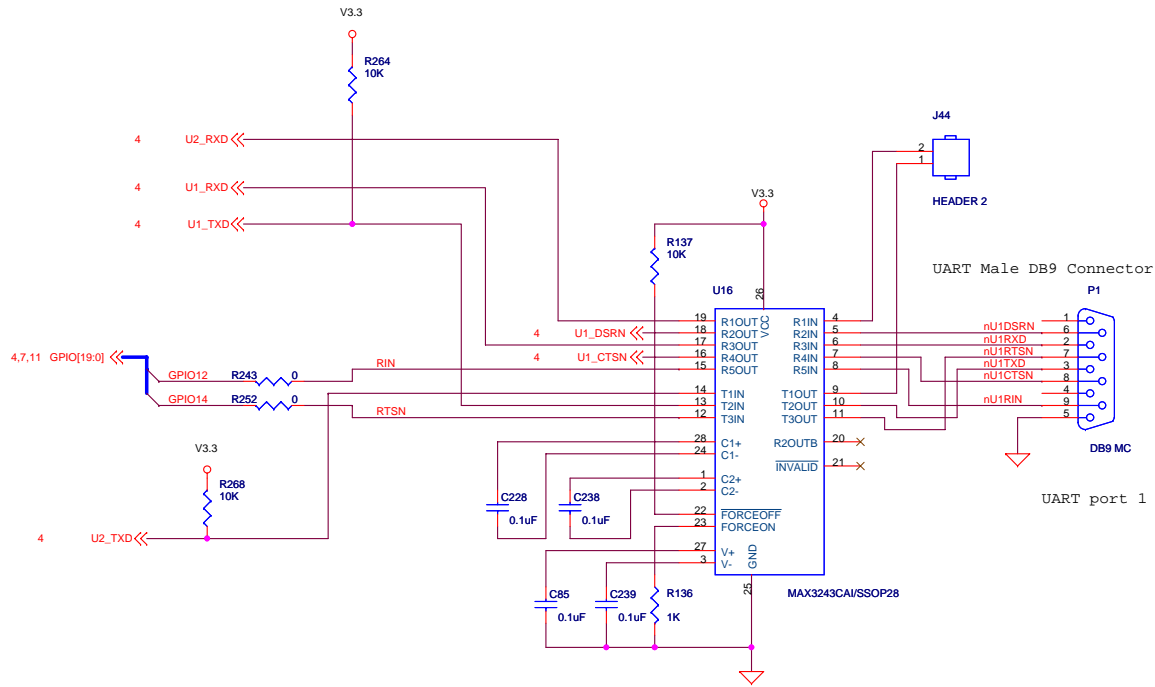 V3.3
R264
10K
J44
4 U2_RXD
2
1
4 U1_RXD
V3.3
HEADER 2
4 U1_TXD
R137
10K
UART Male DB9 Connector
U16
26
P1
19 R1OUT VCC R1IN 4
1
4 U1_DSRN 18 R2OUT R2IN 5 nU1DSRN 6
17 R3OUT R3IN 6 nU1RXD 2
4,7,11 GPIO[19:0] 4 U1_CTSN 16 R4OUT R4IN 7 nU1RTSN 7
RIN 15 R5OUT R5IN 8 nU1TXD 3
GPIO12 R243 0 nU1CTSN 8
14 T1IN T1OUT 9 4
GPIO14 R252 0 13 T2IN T2OUT 10 nU1RIN 9
RTSN 12 T3IN T3OUT 11 5
V3.3
28 C1+ R2OUTB 20
24 C1- DB9 MC
INVALID 21
R268
10K
1 C2+
2 C2-
C228
0.1uF
C238
0.1uF
UART port 1
22 FORCEOFF
23 FORCEON
4 U2_TXD
27 V+
3 V-
GND
25
C85
0.1uF
C239
0.1uF
R136
1K
MAX3243CAI/SSOP28